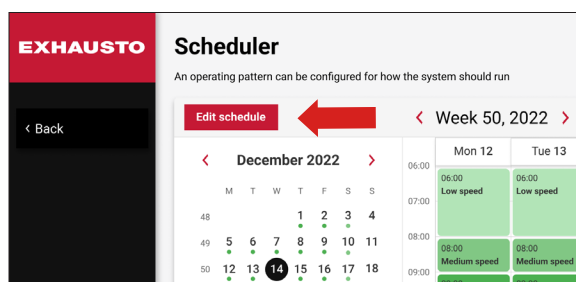 EXHAUSTO
Scheduler
An operating pattern can be configured for how the system should run
‹ Back
Edit schedule
‹ Week 50, 2022 ›
‹ December 2022 ›
M T W T F S S
48 1 2 3 4
49 5 6 7 8 9 10 11
50 12 13 14 15 16 17 18
Mon 12 Tue 13
06:00
06:00 06:00
Low speed Low speed
07:00
08:00
08:00 08:00
Medium speed Medium speed
09:00